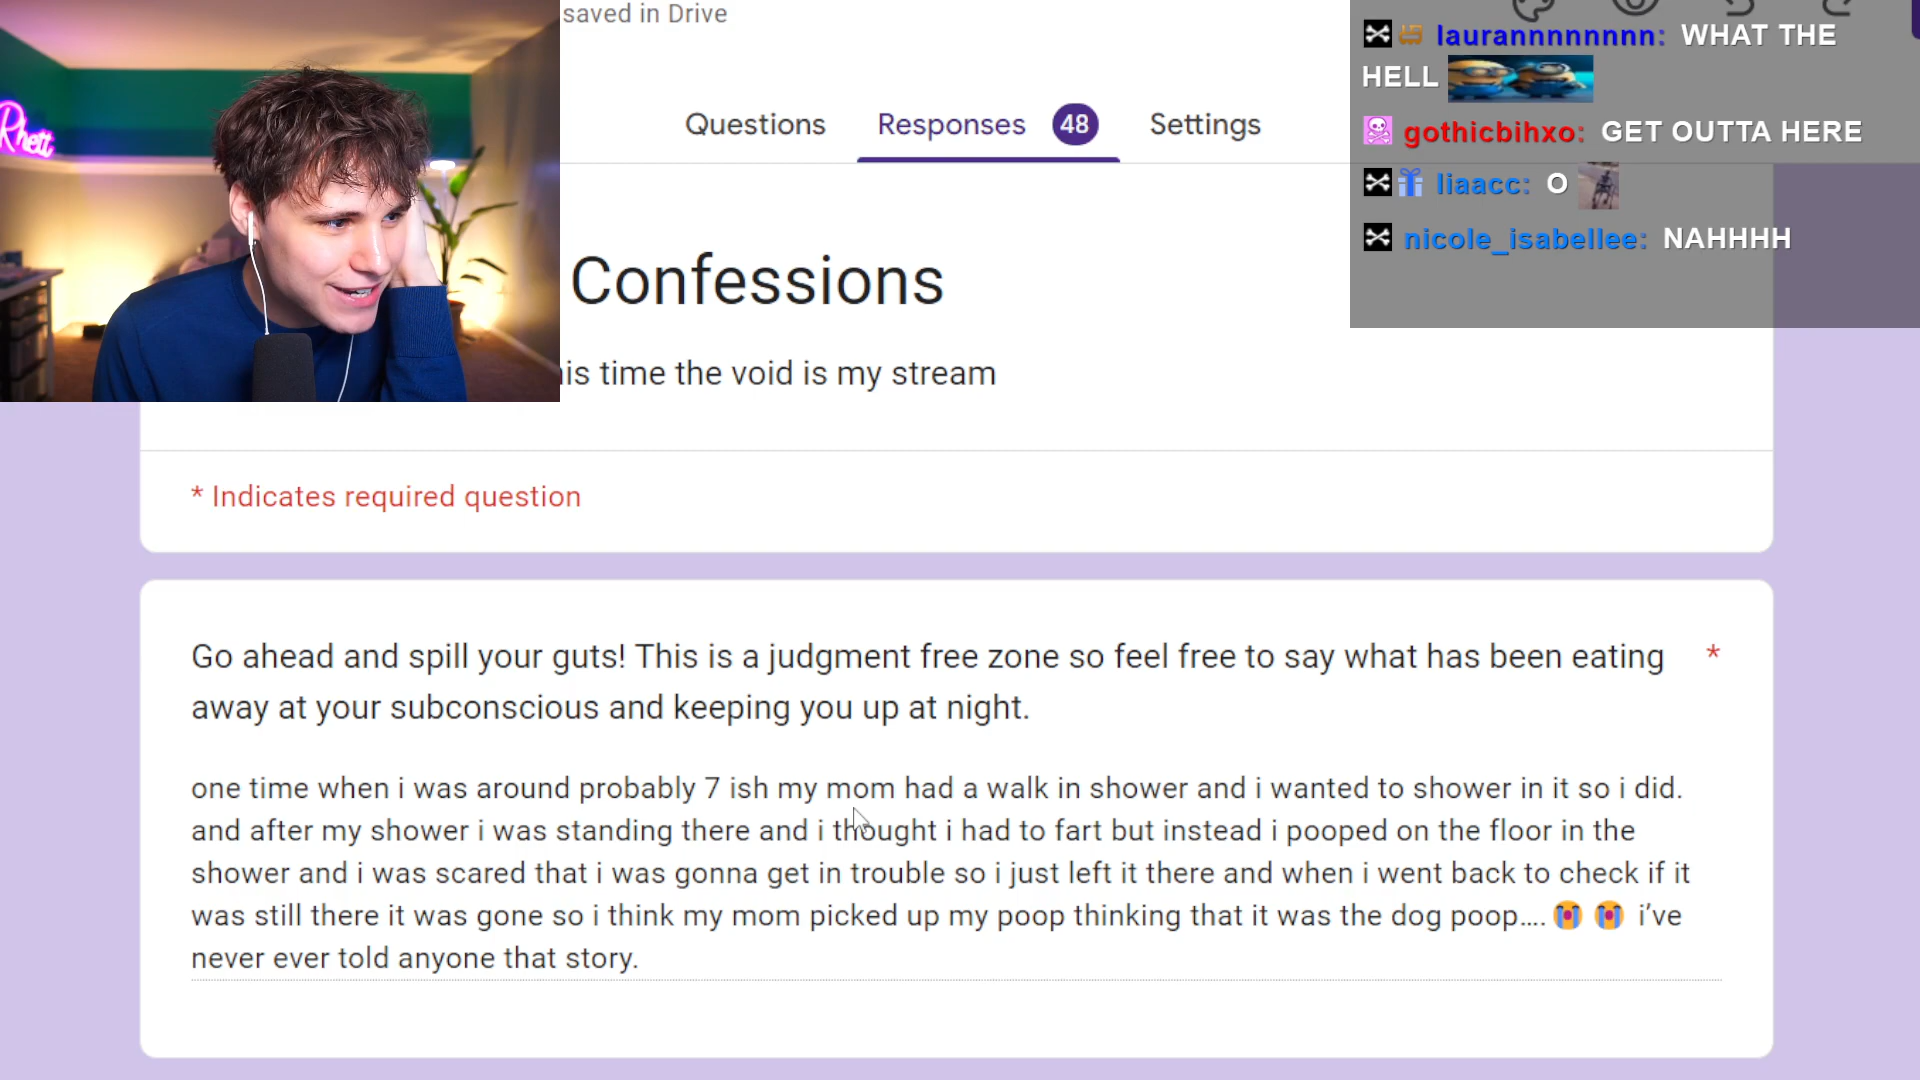 saved in Drive
Rhett
Questions Responses 48 Settings
Confessions
is time the void is my stream
* Indicates required question
Go ahead and spill your guts! This is a judgment free zone so feel free to say what has been eating *
away at your subconscious and keeping you up at night.
one time when i was around probably 7 ish my mom had a walk in shower and i wanted to shower in it so i did.
and after my shower i was standing there and i thought i had to fart but instead i pooped on the floor in the
shower and i was scared that i was gonna get in trouble so i just left it there and when i went back to check if it
was still there it was gone so i think my mom picked up my poop thinking that it was the dog poop.... 😭 😭 i've
never ever told anyone that story.
laurannnnnnnn: WHAT THE
HELL
gothicbihxo: GET OUTTA HERE
liaacc: O
nicole_isabellee: NAHHHH